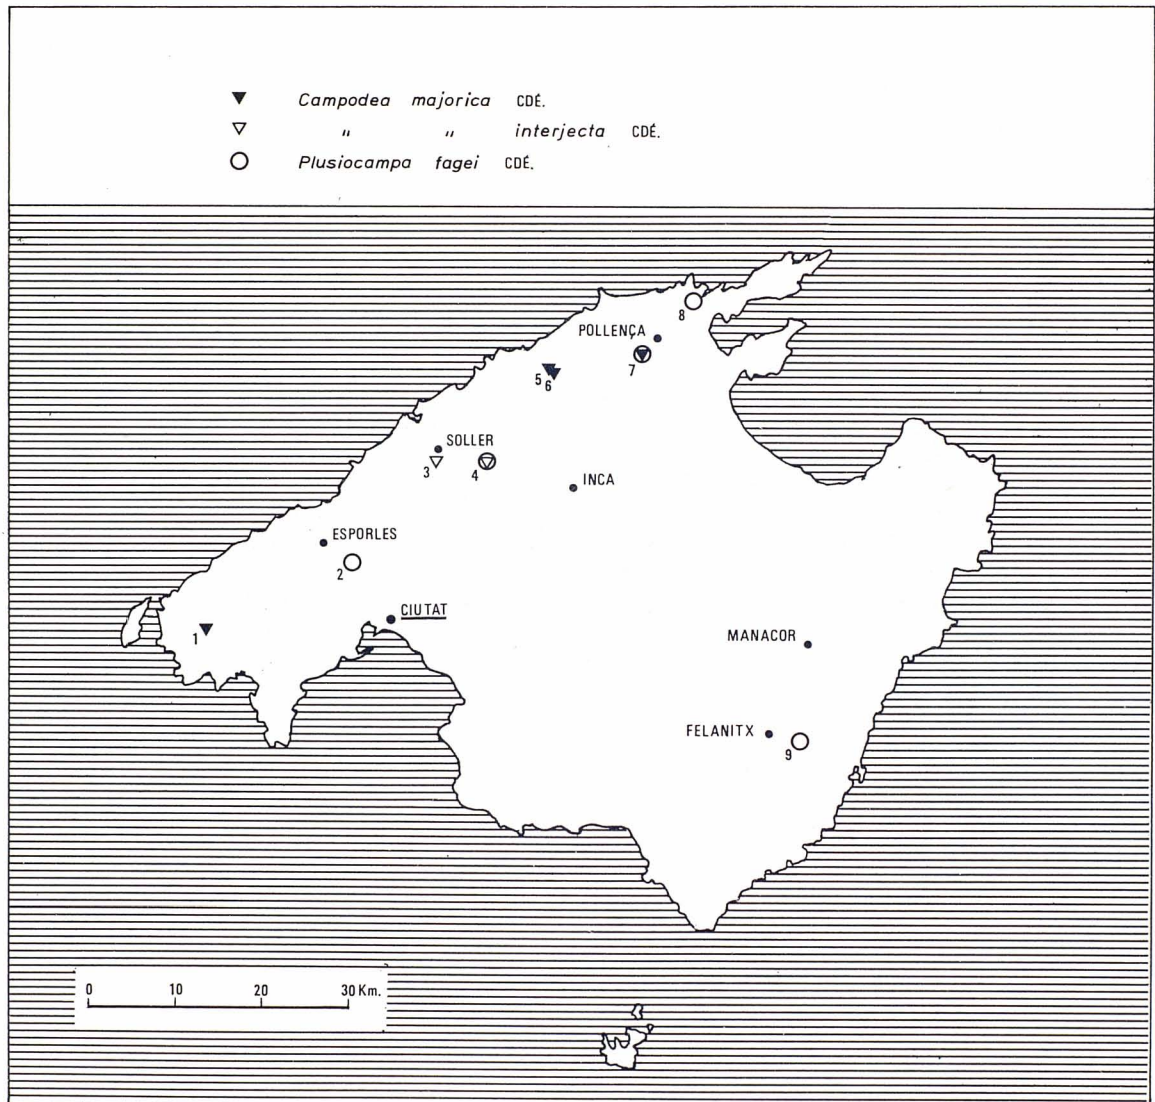 Campodea majorica CDÉ.
" " interjecta CDÉ.
Plusiocampa fagei CDÉ.
8
POLLENÇA
7
5 6
SOLLER
3
4
INCA
ESPORLES
2
CIUTAT
1
MANACOR
FELANITX
9
0 10 20 30 Km.